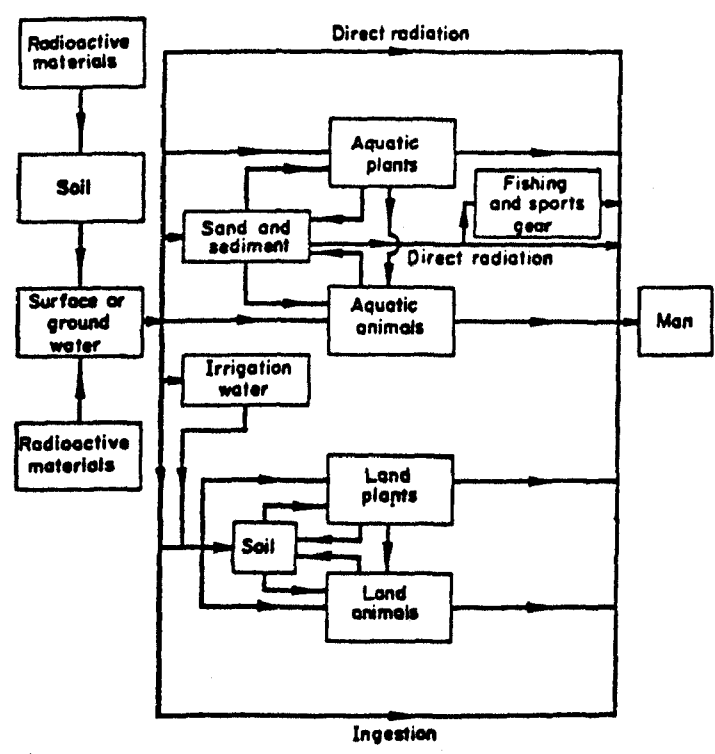 Direct radiation
Radioactive
materials
Soil
Surface or
ground
water
Radioactive
materials
Aquatic
plants
Fishing
and sports
gear
Sand and
sediment
Direct radiation
Aquatic
animals
Man
Irrigation
water
Land
plants
Soil
Land
animals
Ingestion